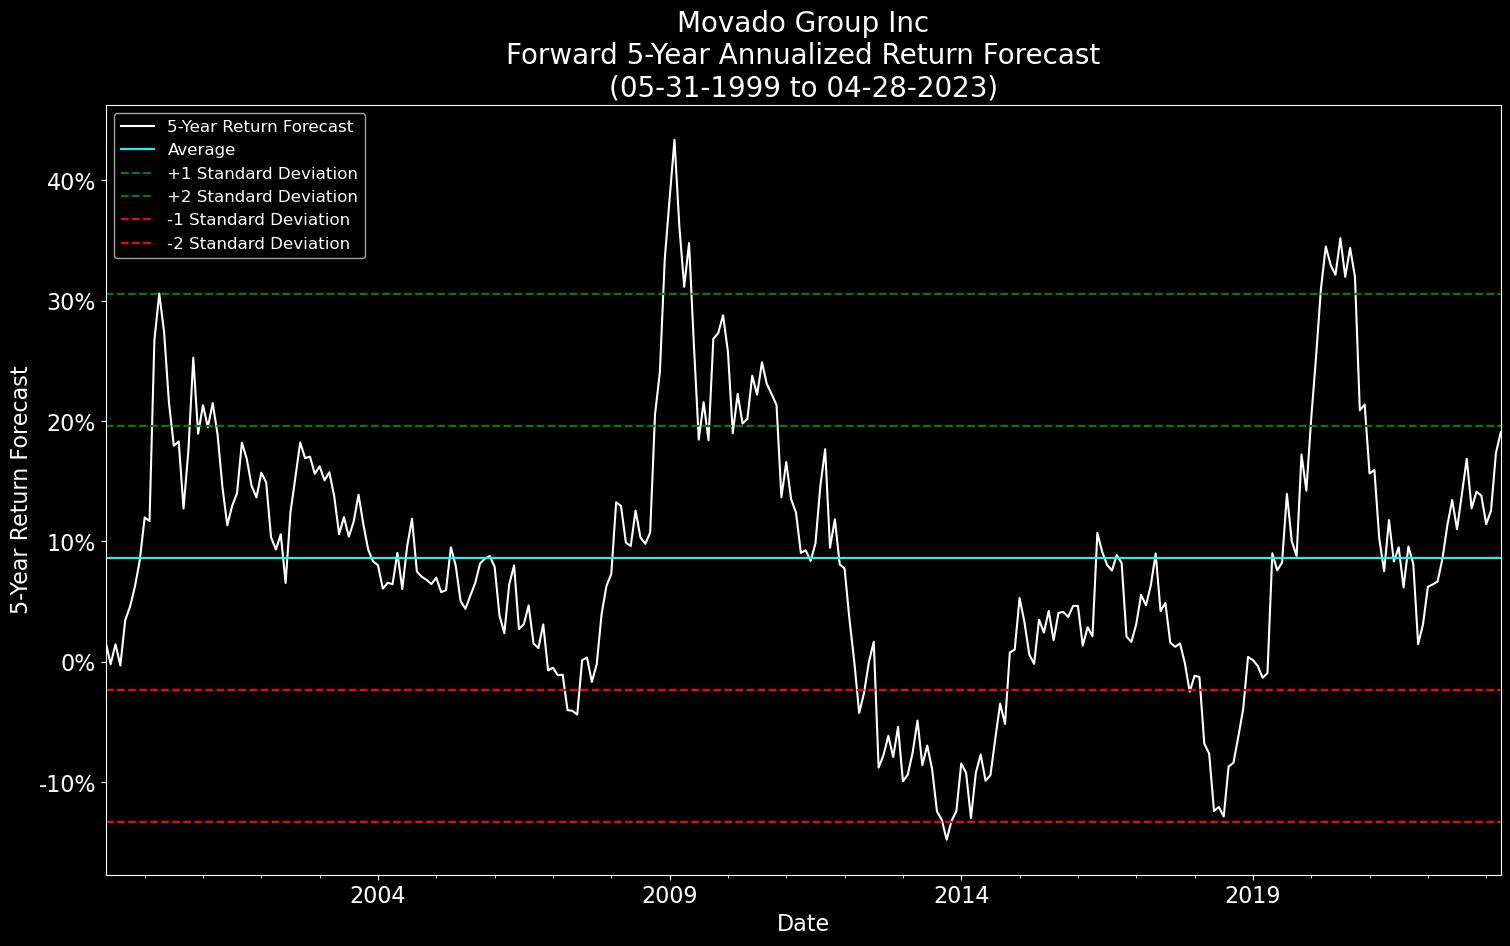 Movado Group Inc
Forward 5-Year Annualized Return Forecast
(05-31-1999 to 04-28-2023)
5-Year Return Forecast
Average
+1 Standard Deviation
+2 Standard Deviation
-1 Standard Deviation
-2 Standard Deviation
5-Year Return Forecast
40%
30%
20%
10%
0%
-10%
2004
2009
2014
2019
Date